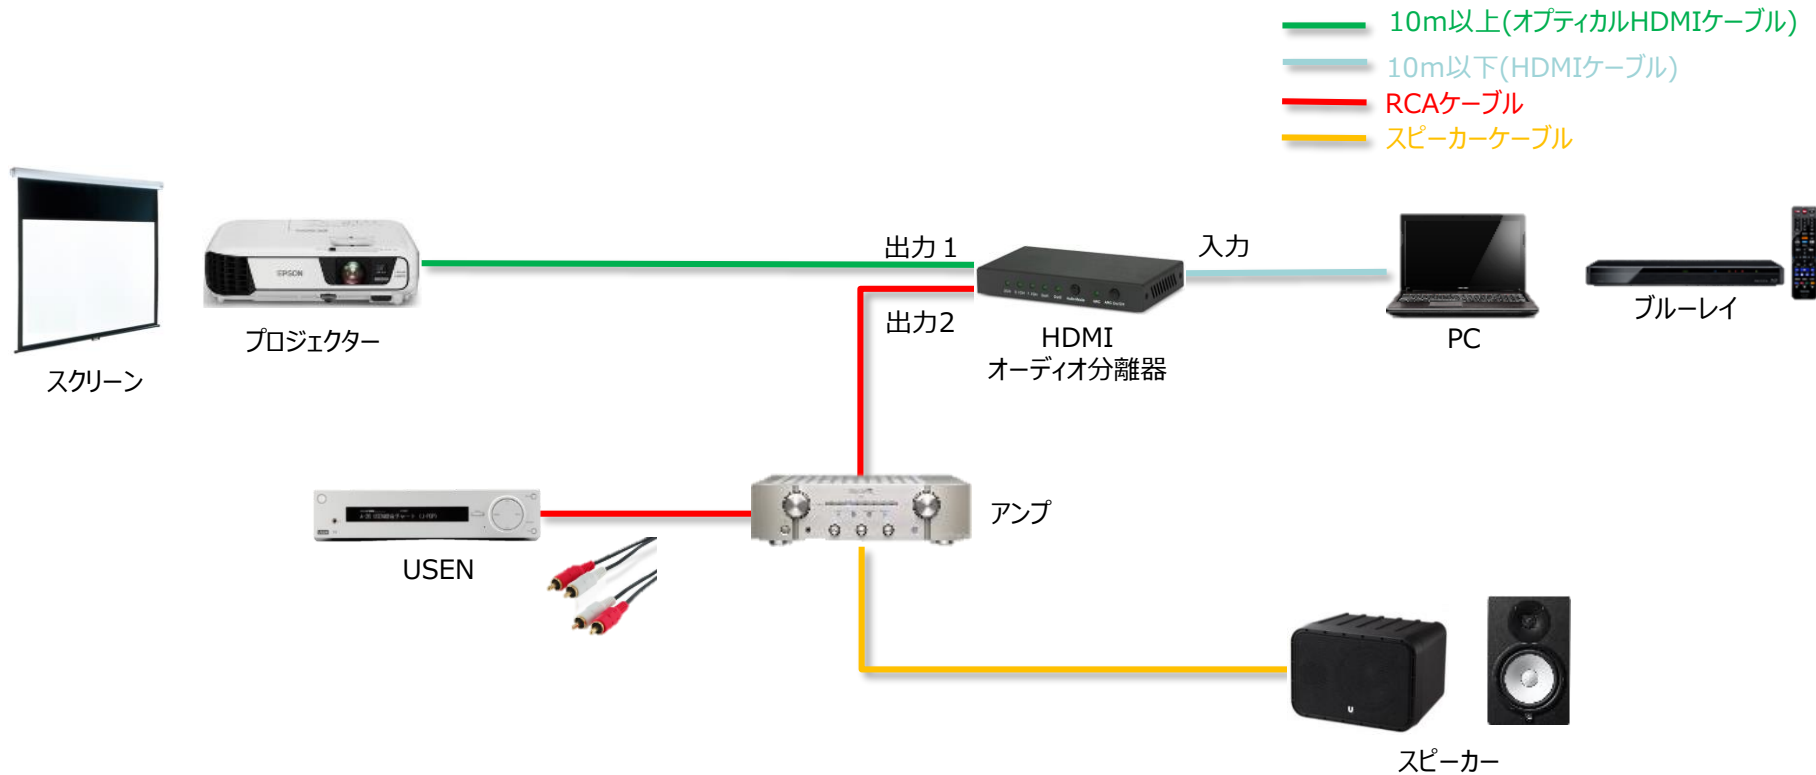 10m以上(オプティカルHDMIケーブル)
10m以下(HDMIケーブル)
RCAケーブル
スピーカーケーブル
出力１
入力
EPSON
出力2
ブルーレイ
プロジェクター
HDMI
オーディオ分離器
PC
スクリーン
アンプ
USEN
スピーカー